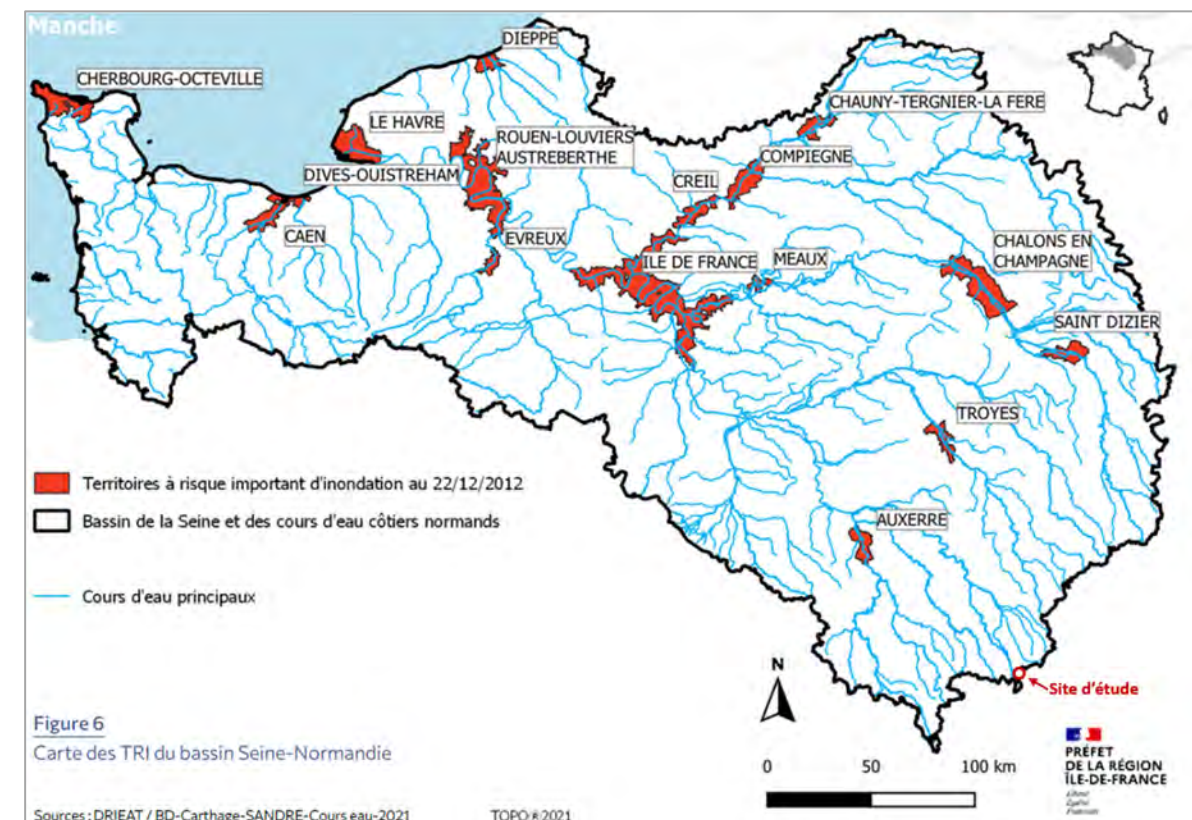 Manche
DIEPPE
CHERBOURG-OCTEVILLE
CHAUNY-TERGNIER-LA FERE
LE HAVRE
ROUEN-LOUVIERS
AUSTREBERTHE
COMPIEGNE
DIVES-OUISTREHAM
CREIL
CAEN
EVREUX
ILE DE FRANCE
MEAUX
CHALONS EN
CHAMPAGNE
SAINT DIZIER
TROYES
Territoires à risque important d'inondation au 22/12/2012
Bassin de la Seine et des cours d'eau côtiers normands
AUXERRE
Cours d'eau principaux
N
Site d'étude
Figure 6
Carte des TRI du bassin Seine-Normandie
0 50 100 km
PRÉFET
DE LA RÉGION
ÎLE-DE-FRANCE
Liberté
Égalité
Fraternité
Sources : DRIEAT / BD-Carthage-SANDRE-Cours eau-2021 TOPO®2021